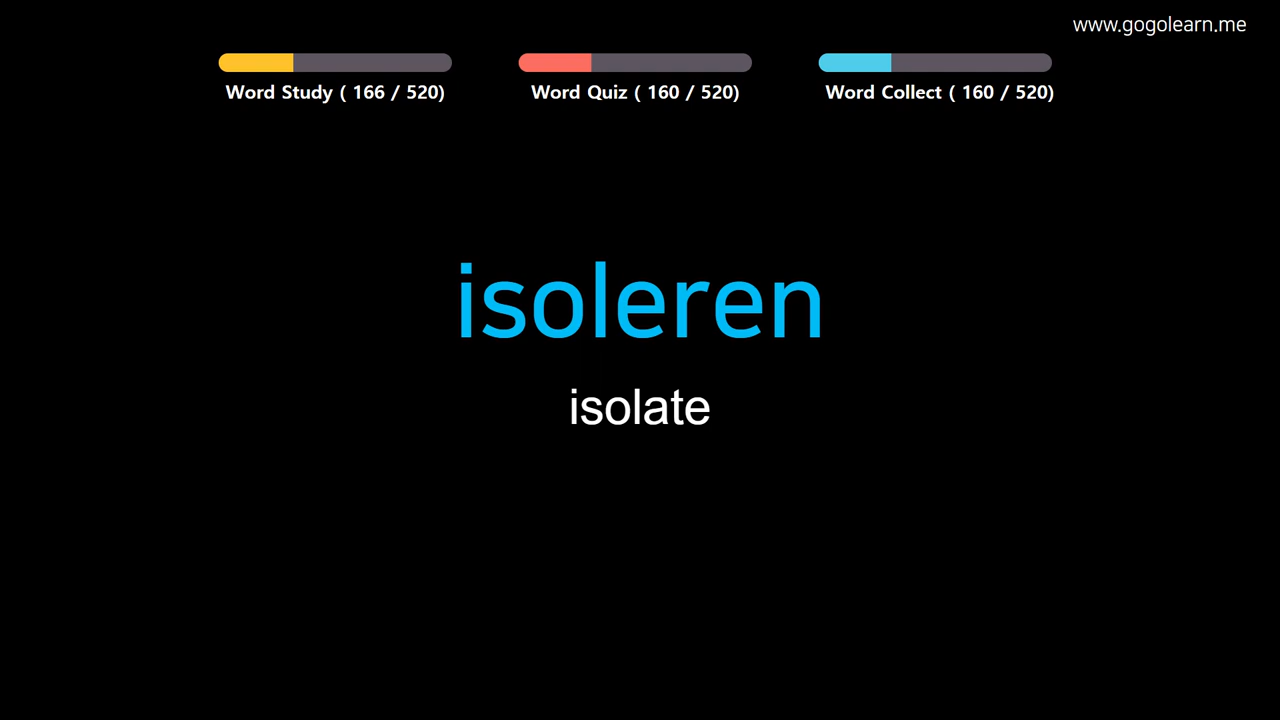 www.gogolearn.me
Word Study ( 166 / 520)
Word Quiz ( 160 / 520)
Word Collect ( 160 / 520)
isoleren
isolate